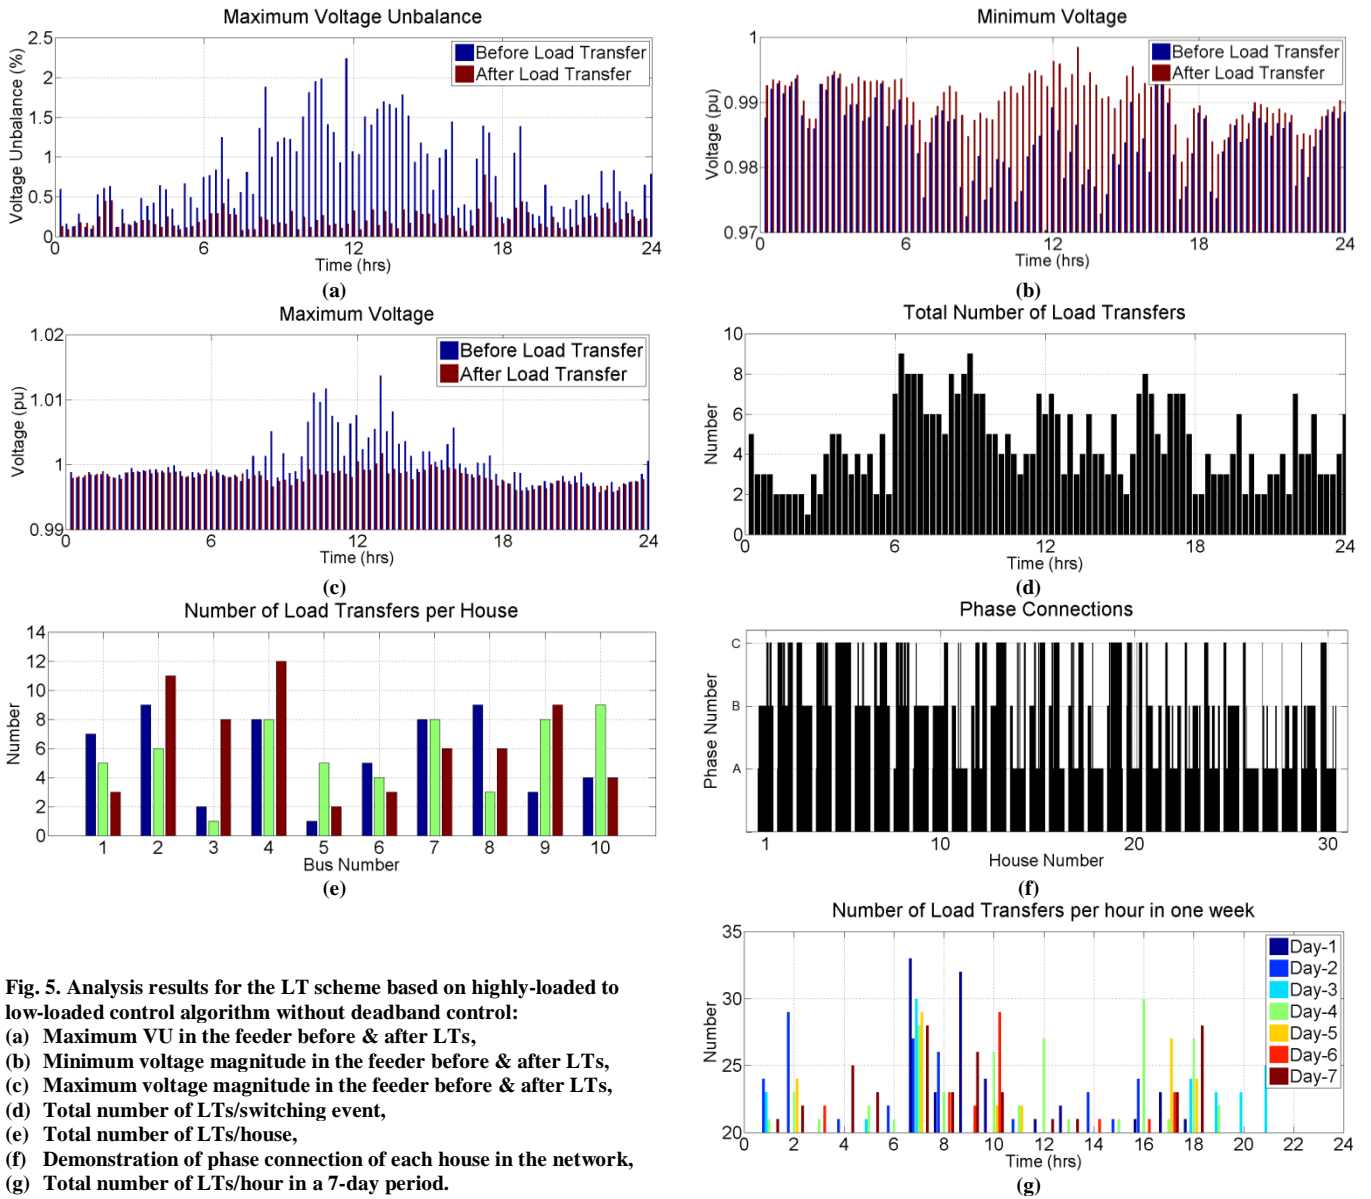 Maximum Voltage Unbalance
Voltage Unbalance (%)
2.5
2
1.5
1
0.5
0
Before Load Transfer
After Load Transfer
0
6
12
18
24
Time (hrs)
(a)
Minimum Voltage
Voltage (pu)
1
0.99
0.98
0.97
Before Load Transfer
After Load Transfer
0
6
12
18
24
Time (hrs)
(b)
Maximum Voltage
Voltage (pu)
1.02
1.01
1
0.99
Before Load Transfer
After Load Transfer
0
6
12
18
24
Time (hrs)
(c)
Total Number of Load Transfers
Number
10
8
6
4
2
0
0
6
12
18
24
Time (hrs)
(d)
Number of Load Transfers per House
Number
14
12
10
8
6
4
2
0
1
2
3
4
5
6
7
8
9
10
Bus Number
(e)
Phase Connections
Phase Number
C
B
A
1
10
20
30
House Number
(f)
Number of Load Transfers per hour in one week
Number
35
30
25
20
Day-1
Day-2
Day-3
Day-4
Day-5
Day-6
Day-7
0
2
4
6
8
10
12
14
16
18
20
22
24
Time (hrs)
(g)
Fig. 5. Analysis results for the LT scheme based on highly-loaded to
low-loaded control algorithm without deadband control:
(a) Maximum VU in the feeder before & after LTs,
(b) Minimum voltage magnitude in the feeder before & after LTs,
(c) Maximum voltage magnitude in the feeder before & after LTs,
(d) Total number of LTs/switching event,
(e) Total number of LTs/house,
(f) Demonstration of phase connection of each house in the network,
(g) Total number of LTs/hour in a 7-day period.